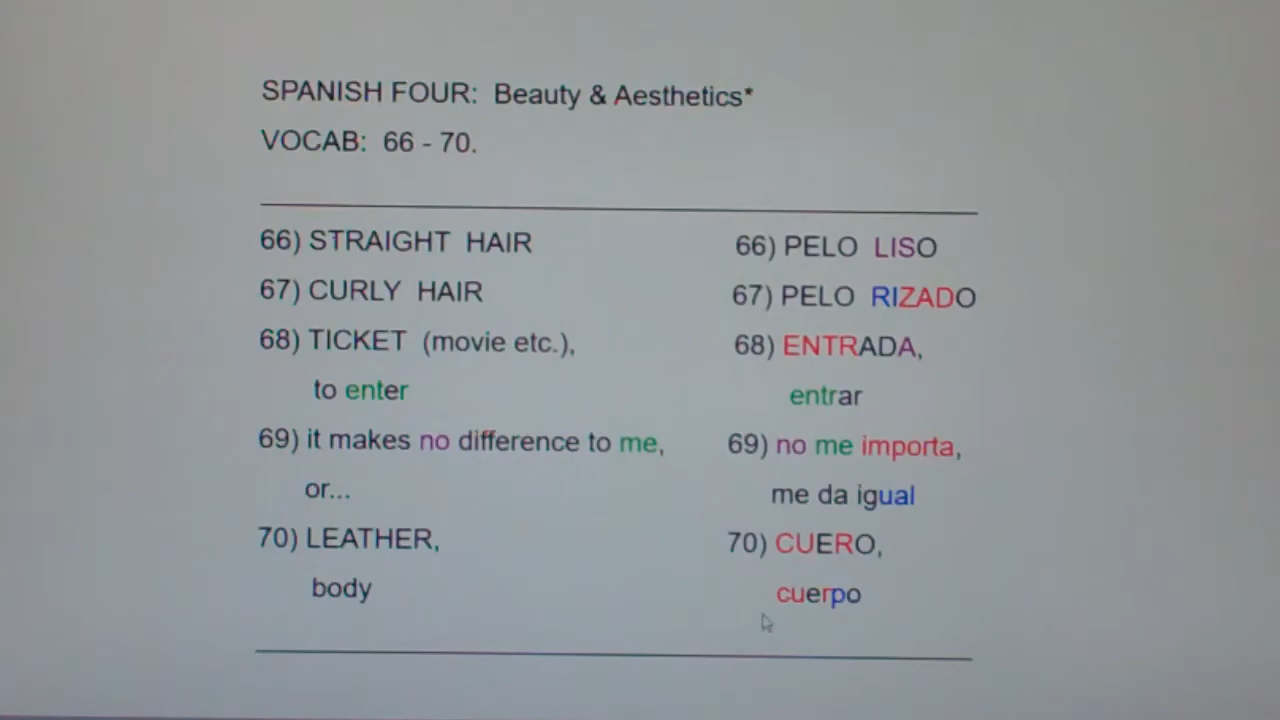 SPANISH FOUR: Beauty & Aesthetics*
VOCAB: 66 - 70.
66) STRAIGHT HAIR 66) PELO LISO
67) CURLY HAIR 67) PELO RIZADO
68) TICKET (movie etc.), 68) ENTRADA,
to enter entrar
69) it makes no difference to me, 69) no me importa,
or... me da igual
70) LEATHER, 70) CUERO,
body cuerpo